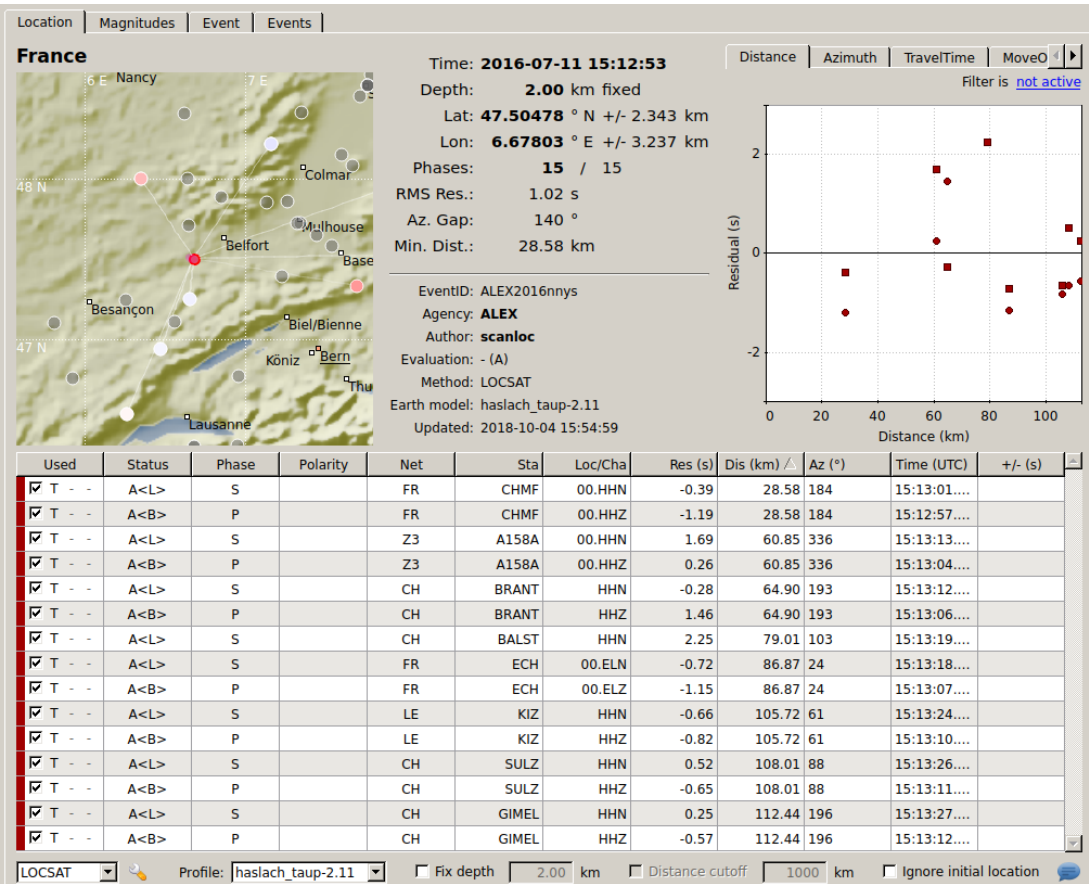 Location Magnitudes Event Events
France
6 E Nancy 7 E
Colmar
48 N
Mulhouse
Belfort
Base
Besançon
Biel/Bienne
47 N
Köniz Bern
Thu
Lausanne
Time: 2016-07-11 15:12:53
Depth: 2.00 km fixed
Lat: 47.50478 ° N +/- 2.343 km
Lon: 6.67803 ° E +/- 3.237 km
Phases: 15 / 15
RMS Res.: 1.02 s
Az. Gap: 140 °
Min. Dist.: 28.58 km
EventID: ALEX2016nnys
Agency: ALEX
Author: scanloc
Evaluation: - (A)
Method: LOCSAT
Earth model: haslach_taup-2.11
Updated: 2018-10-04 15:54:59
Distance Azimuth TravelTime MoveO
Filter is not active
Residual (s)
2
0
-2
0 20 40 60 80 100
Distance (km)
Used Status Phase Polarity Net Sta Loc/Cha Res (s) Dis (km) Az (°) Time (UTC) +/- (s)
T - - A<L> S FR CHMF 00.HHN -0.39 28.58 184 15:13:01....
T - - A<B> P FR CHMF 00.HHZ -1.19 28.58 184 15:12:57....
T - - A<L> S Z3 A158A 00.HHN 1.69 60.85 336 15:13:13....
T - - A<B> P Z3 A158A 00.HHZ 0.26 60.85 336 15:13:04....
T - - A<L> S CH BRANT HHN -0.28 64.90 193 15:13:12....
T - - A<B> P CH BRANT HHZ 1.46 64.90 193 15:13:06....
T - - A<L> S CH BALST HHN 2.25 79.01 103 15:13:19....
T - - A<L> S FR ECH 00.ELN -0.72 86.87 24 15:13:18....
T - - A<B> P FR ECH 00.ELZ -1.15 86.87 24 15:13:07....
T - - A<L> S LE KIZ HHN -0.66 105.72 61 15:13:24....
T - - A<B> P LE KIZ HHZ -0.82 105.72 61 15:13:10....
T - - A<L> S CH SULZ HHN 0.52 108.01 88 15:13:26....
T - - A<B> P CH SULZ HHZ -0.65 108.01 88 15:13:11....
T - - A<L> S CH GIMEL HHN 0.25 112.44 196 15:13:27....
T - - A<B> P CH GIMEL HHZ -0.57 112.44 196 15:13:12....
LOCSAT Profile: haslach_taup-2.11 Fix depth 2.00 km Distance cutoff 1000 km Ignore initial location